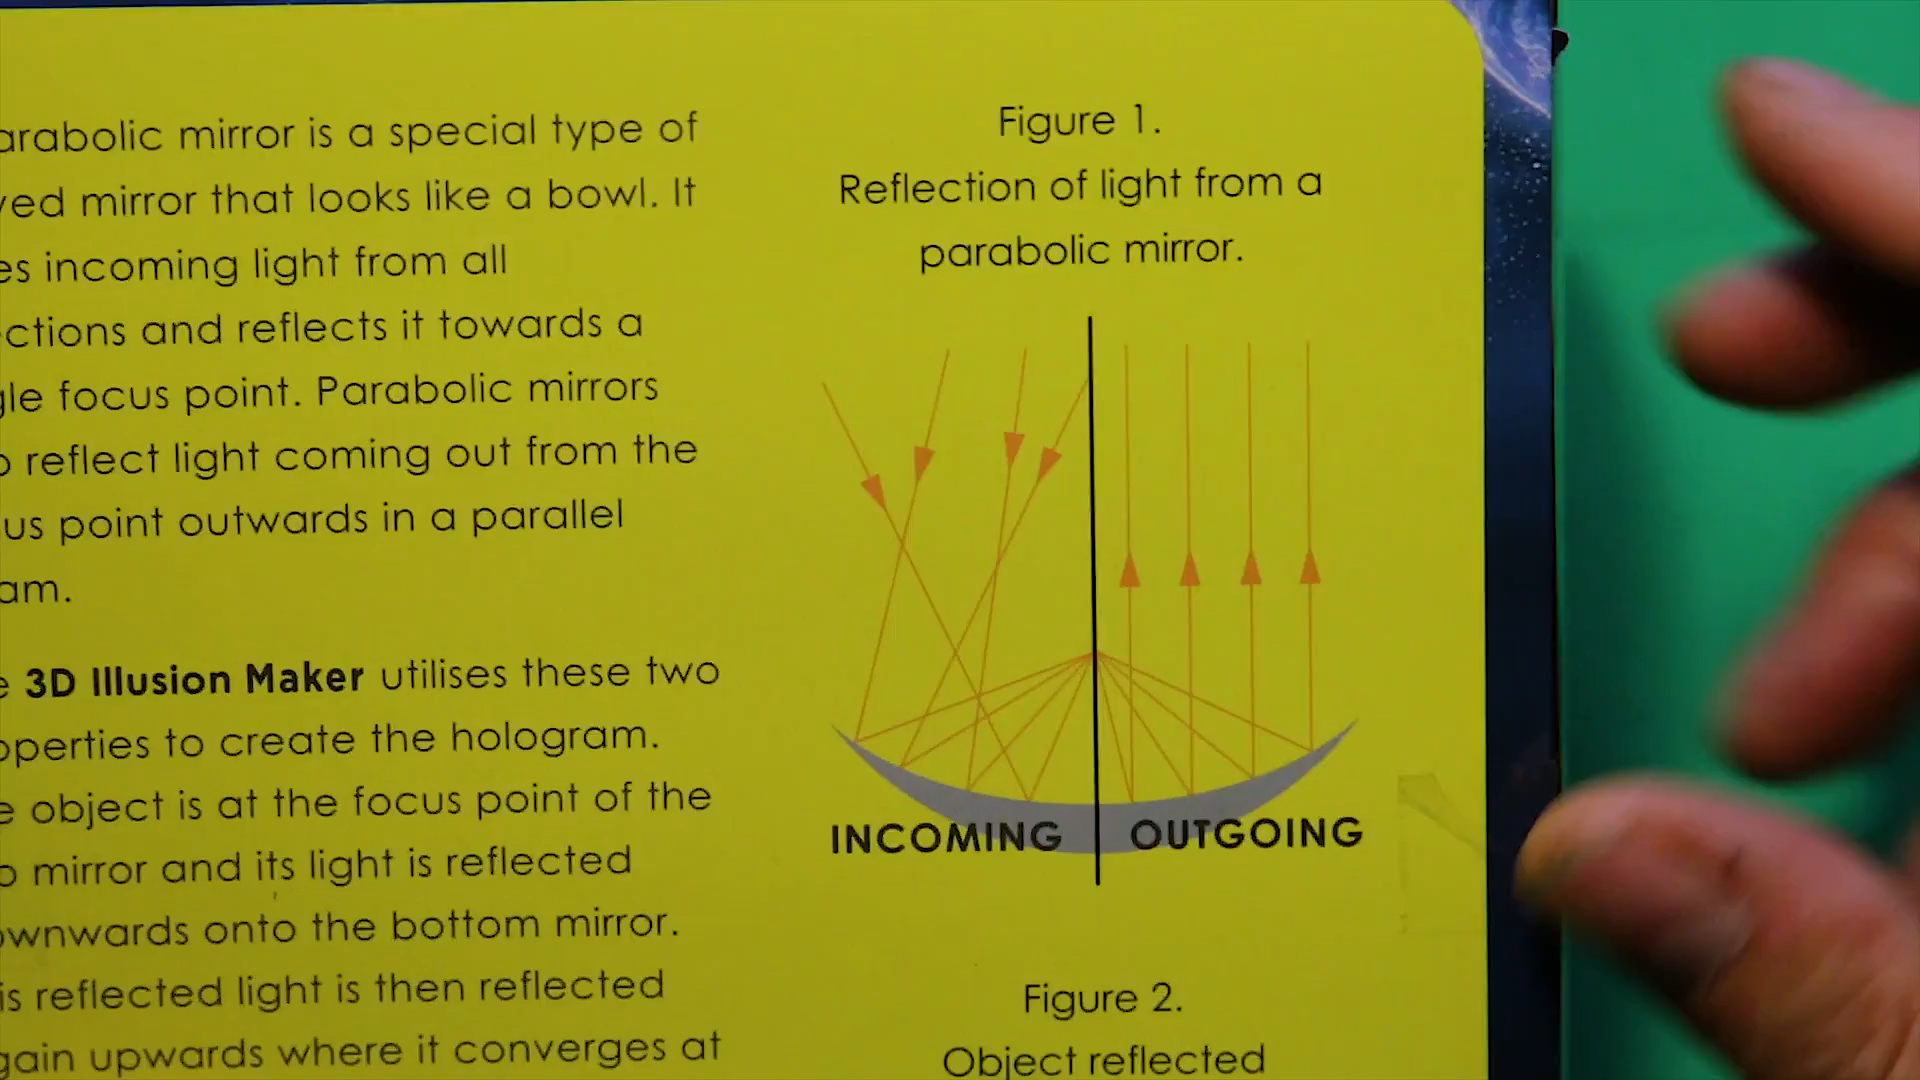 arabolic mirror is a special type of
ved mirror that looks like a bowl. It
es incoming light from all
ctions and reflects it towards a
gle focus point. Parabolic mirrors
o reflect light coming out from the
us point outwards in a parallel
am.
e 3D Illusion Maker utilises these two
operties to create the hologram.
e object is at the focus point of the
p mirror and its light is reflected
ownwards onto the bottom mirror.
is reflected light is then reflected
gain upwards where it converges at
Figure 1.
Reflection of light from a
parabolic mirror.
INCOMING OUTGOING
Figure 2.
Object reflected